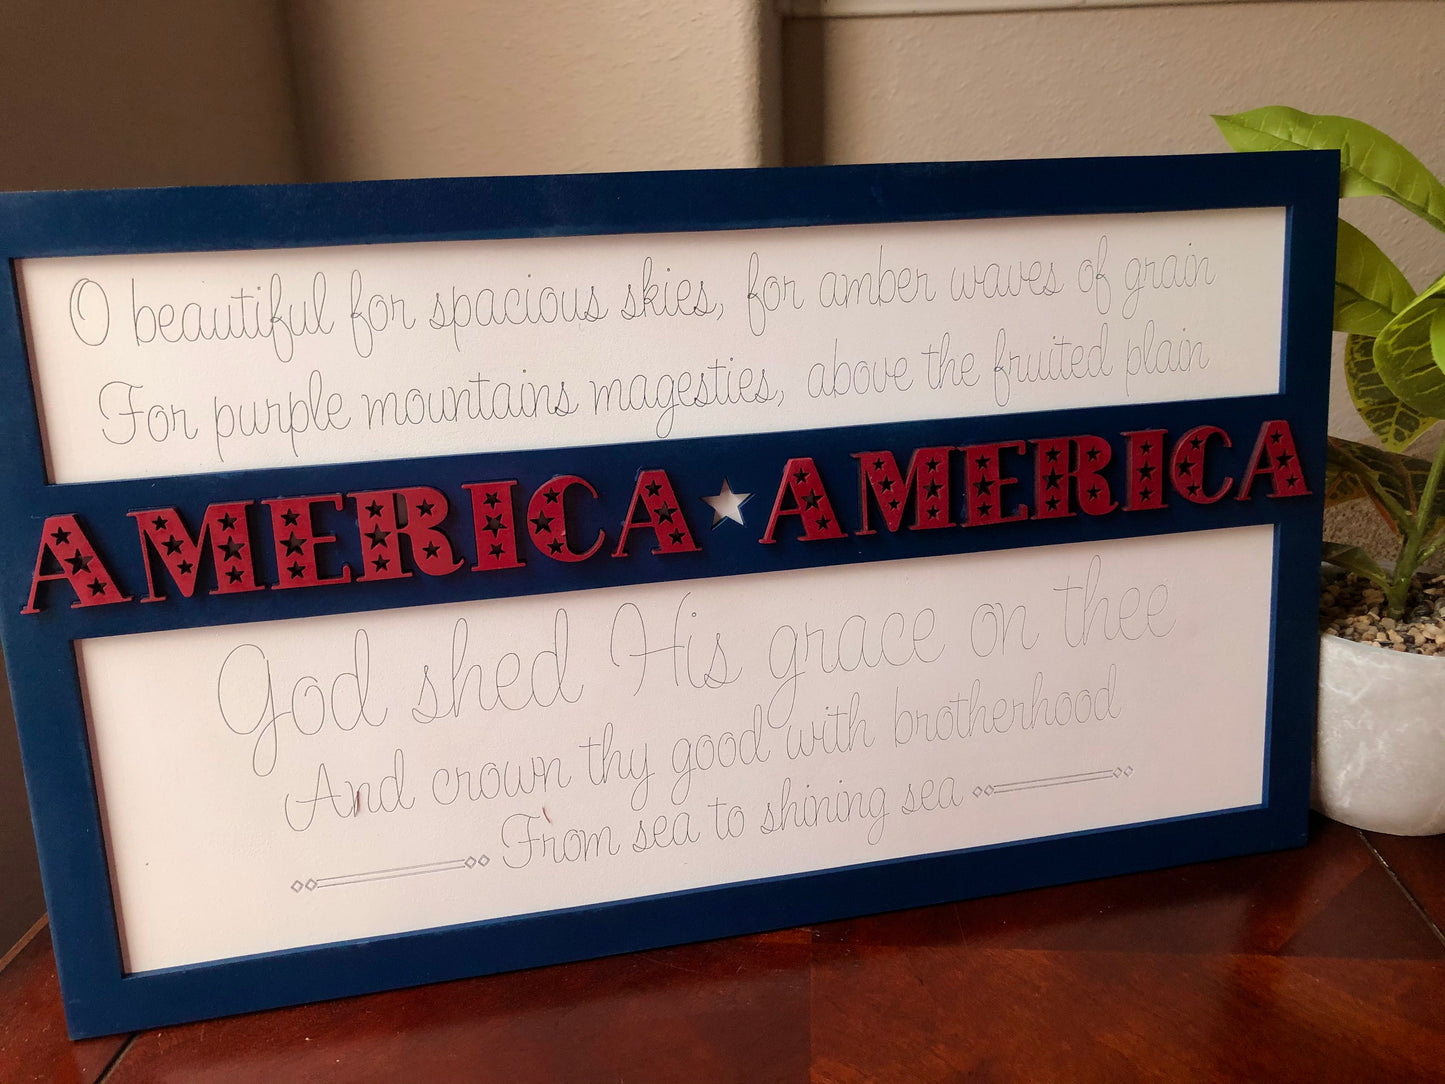 O beautiful for spacious skies, for amber waves of grain
For purple mountains magesties, above the fruited plain
AMERICA ★ AMERICA
God shed His grace on thee
And crown thy good with brotherhood
From sea to shining sea